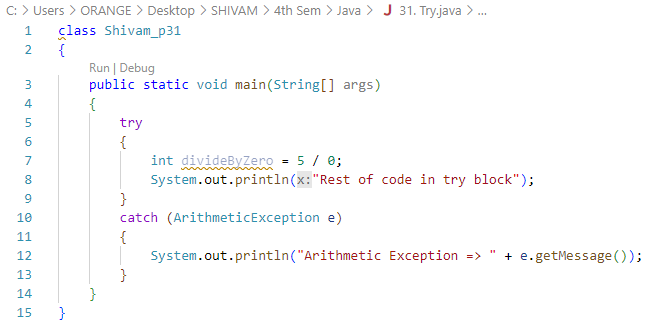 C: > Users > ORANGE > Desktop > SHIVAM > 4th Sem > Java > J 31. Try.java > ...
1 class Shivam_p31
2 {
Run | Debug
3 public static void main(String[] args)
4 {
5 try
6 {
7 int divideByZero = 5 / 0;
8 System.out.println(x:"Rest of code in try block");
9 }
10 catch (ArithmeticException e)
11 {
12 System.out.println("Arithmetic Exception => " + e.getMessage());
13 }
14 }
15 }